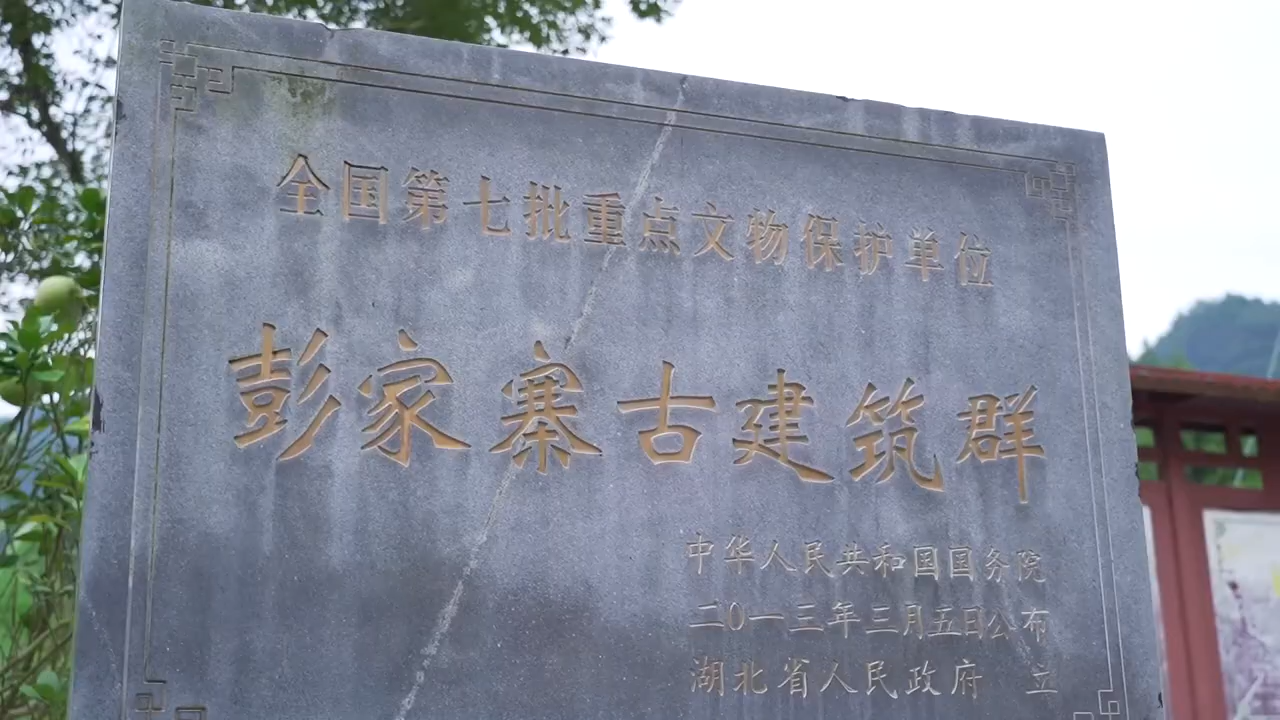 全国第七批重点文物保护单位
彭家寨古建筑群
中华人民共和国国务院
二〇一三年三月五日公布
湖北省人民政府 立